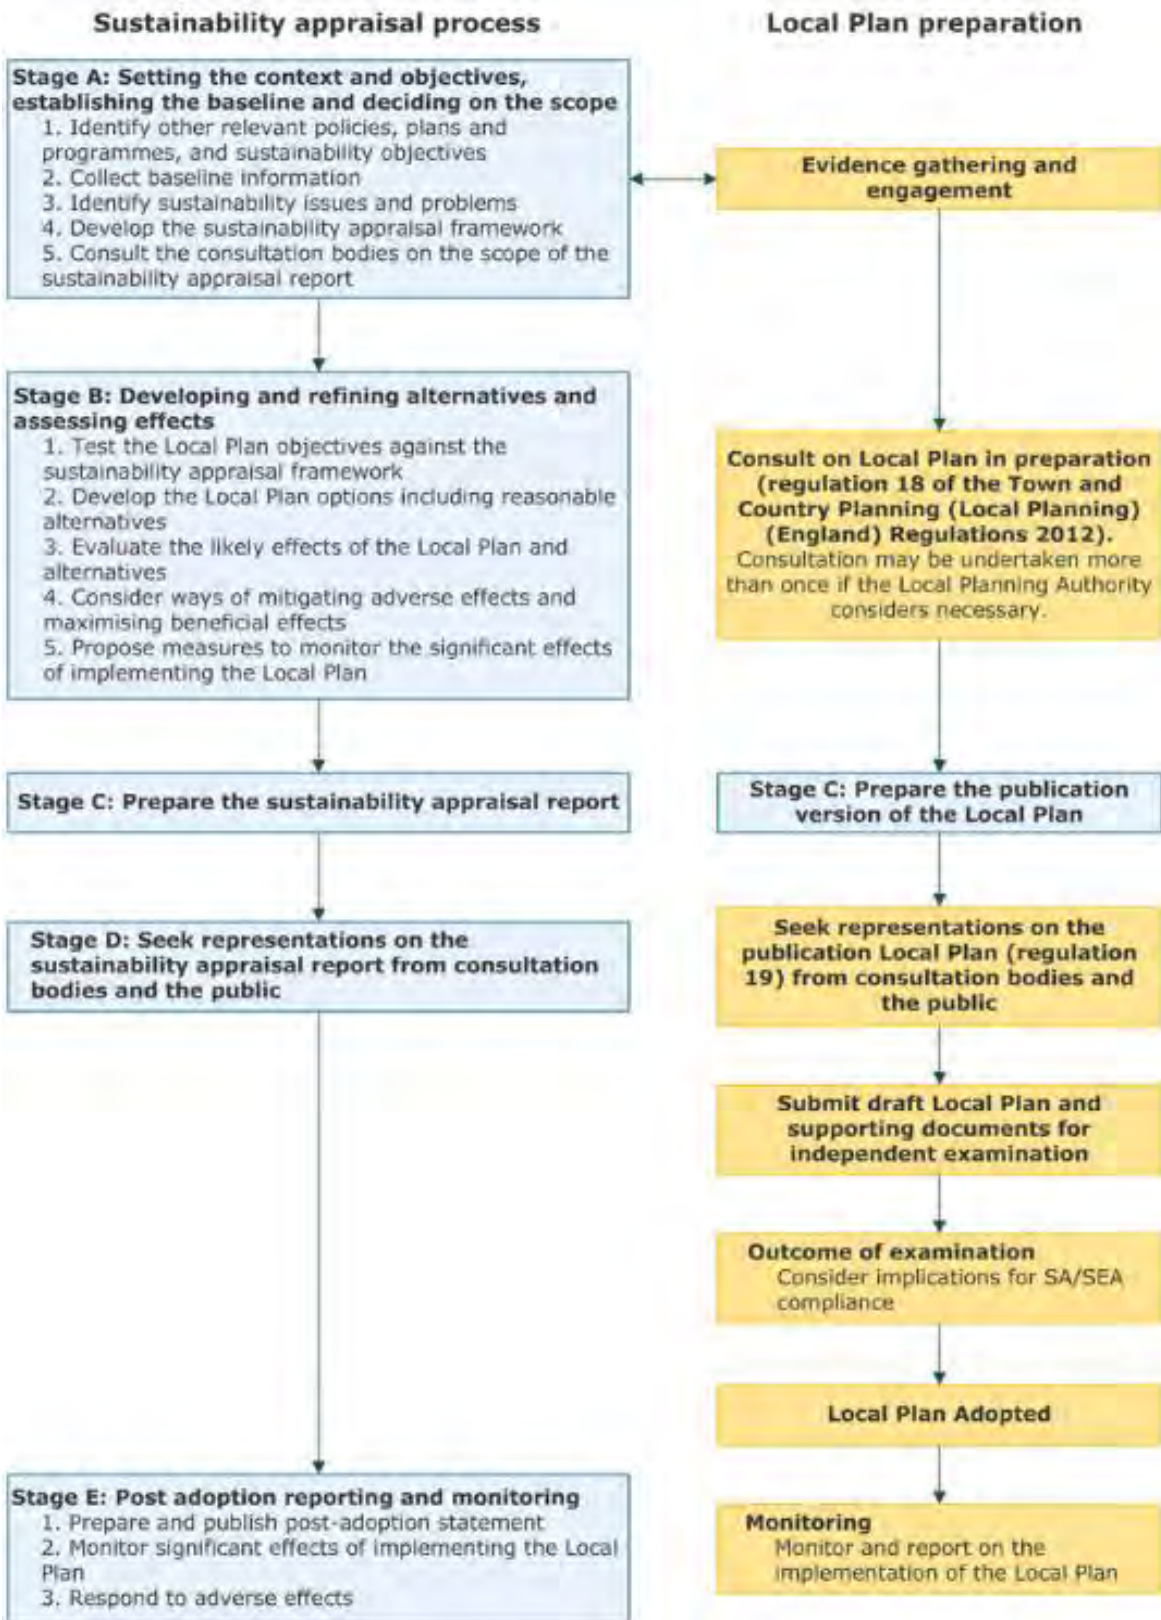 Sustainability appraisal process
Local Plan preparation
Stage A: Setting the context and objectives,
establishing the baseline and deciding on the scope
1. Identify other relevant policies, plans and
programmes, and sustainability objectives
2. Collect baseline information
3. Identify sustainability issues and problems
4. Develop the sustainability appraisal framework
5. Consult the consultation bodies on the scope of the
sustainability appraisal report
Evidence gathering and
engagement
Stage B: Developing and refining alternatives and
assessing effects
1. Test the Local Plan objectives against the
sustainability appraisal framework
2. Develop the Local Plan options including reasonable
alternatives
3. Evaluate the likely effects of the Local Plan and
alternatives
4. Consider ways of mitigating adverse effects and
maximising beneficial effects
5. Propose measures to monitor the significant effects
of implementing the Local Plan
Consult on Local Plan in preparation
(regulation 18 of the Town and
Country Planning (Local Planning)
(England) Regulations 2012).
Consultation may be undertaken more
than once if the Local Planning Authority
considers necessary.
Stage C: Prepare the sustainability appraisal report
Stage C: Prepare the publication
version of the Local Plan
Stage D: Seek representations on the
sustainability appraisal report from consultation
bodies and the public
Seek representations on the
publication Local Plan (regulation
19) from consultation bodies and
the public
Submit draft Local Plan and
supporting documents for
independent examination
Outcome of examination
Consider implications for SA/SEA
compliance
Local Plan Adopted
Stage E: Post adoption reporting and monitoring
1. Prepare and publish post-adoption statement
2. Monitor significant effects of implementing the Local
Plan
3. Respond to adverse effects
Monitoring
Monitor and report on the
implementation of the Local Plan